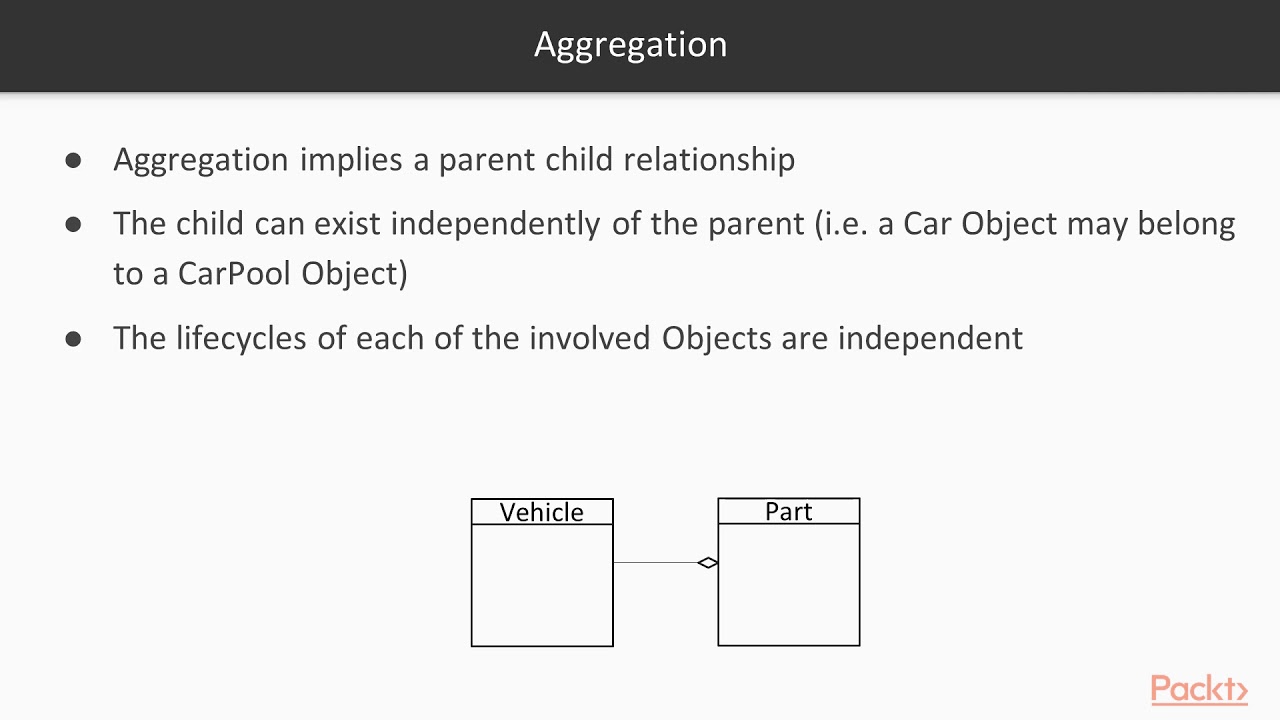 Aggregation
● Aggregation implies a parent child relationship
● The child can exist independently of the parent (i.e. a Car Object may belong
to a CarPool Object)
● The lifecycles of each of the involved Objects are independent
Vehicle
Part
Packt>